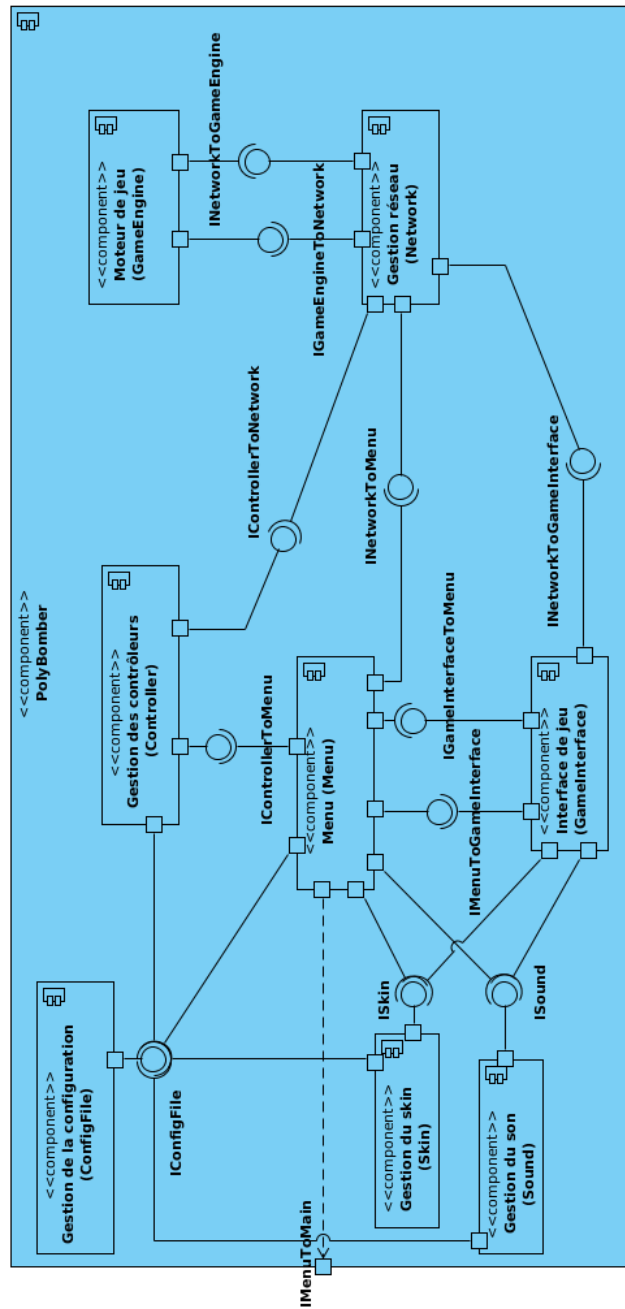 <<component>>
PolyBomber
<<component>>
Gestion de la configuration
(ConfigFile)
<<component>>
Gestion des contrôleurs
(Controller)
<<component>>
Moteur de jeu
(GameEngine)
IConfigFile
IControllerToMenu
IControllerToNetwork
INetworkToGameEngine
IGameEngineToNetwork
IMenuToMain
<<component>>
Menu (Menu)
<<component>>
Gestion réseau
(Network)
<<component>>
Gestion du skin
(Skin)
ISkin
INetworkToMenu
IMenuToGameInterface
IGameInterfaceToMenu
<<component>>
Gestion du son
(Sound)
ISound
<<component>>
Interface de jeu
(GameInterface)
INetworkToGameInterface